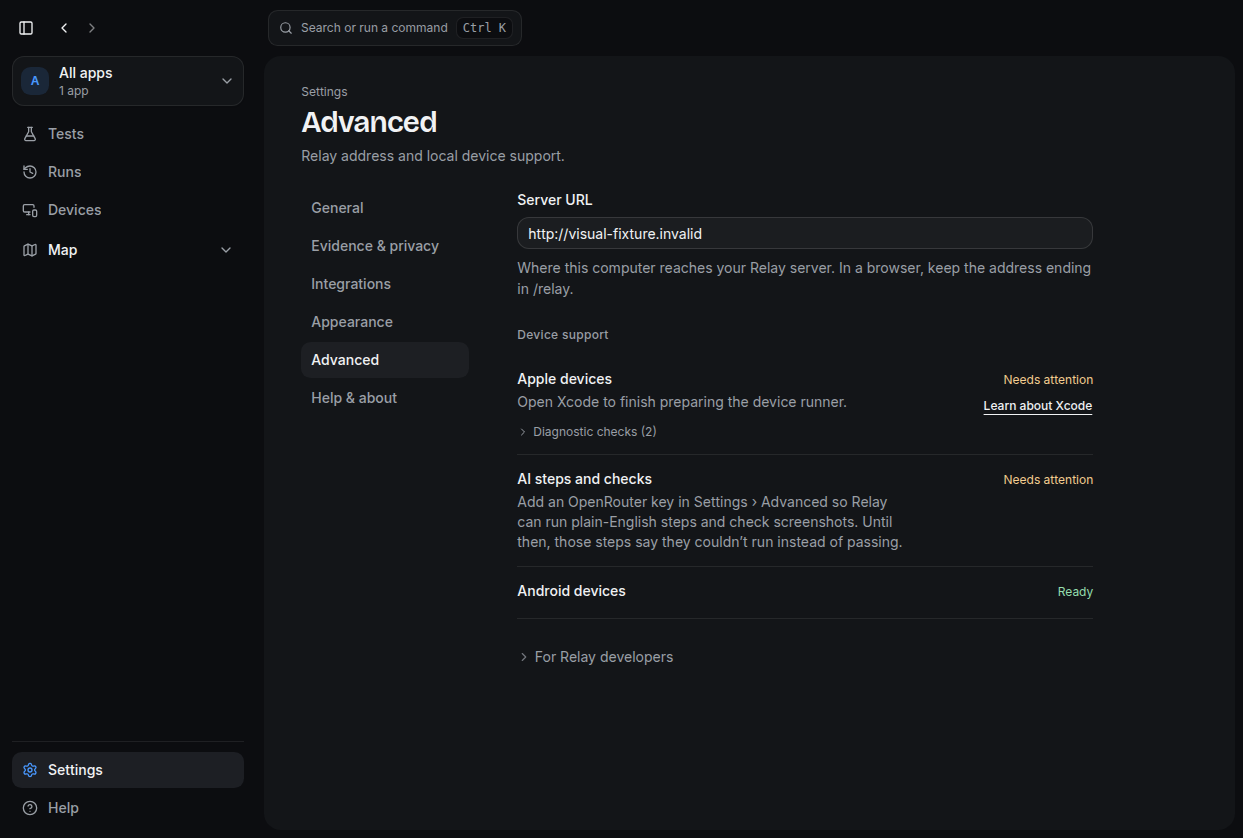 Search or run a command Ctrl K
A
All apps
1 app
Tests
Runs
Devices
Map
Settings
Help
Settings
Advanced
Relay address and local device support.
General
Evidence & privacy
Integrations
Appearance
Advanced
Help & about
Server URL
http://visual-fixture.invalid
Where this computer reaches your Relay server. In a browser, keep the address ending
in /relay.
Device support
Apple devices
Needs attention
Open Xcode to finish preparing the device runner.
Learn about Xcode
Diagnostic checks (2)
AI steps and checks
Needs attention
Add an OpenRouter key in Settings › Advanced so Relay
can run plain-English steps and check screenshots. Until
then, those steps say they couldn’t run instead of passing.
Android devices
Ready
For Relay developers